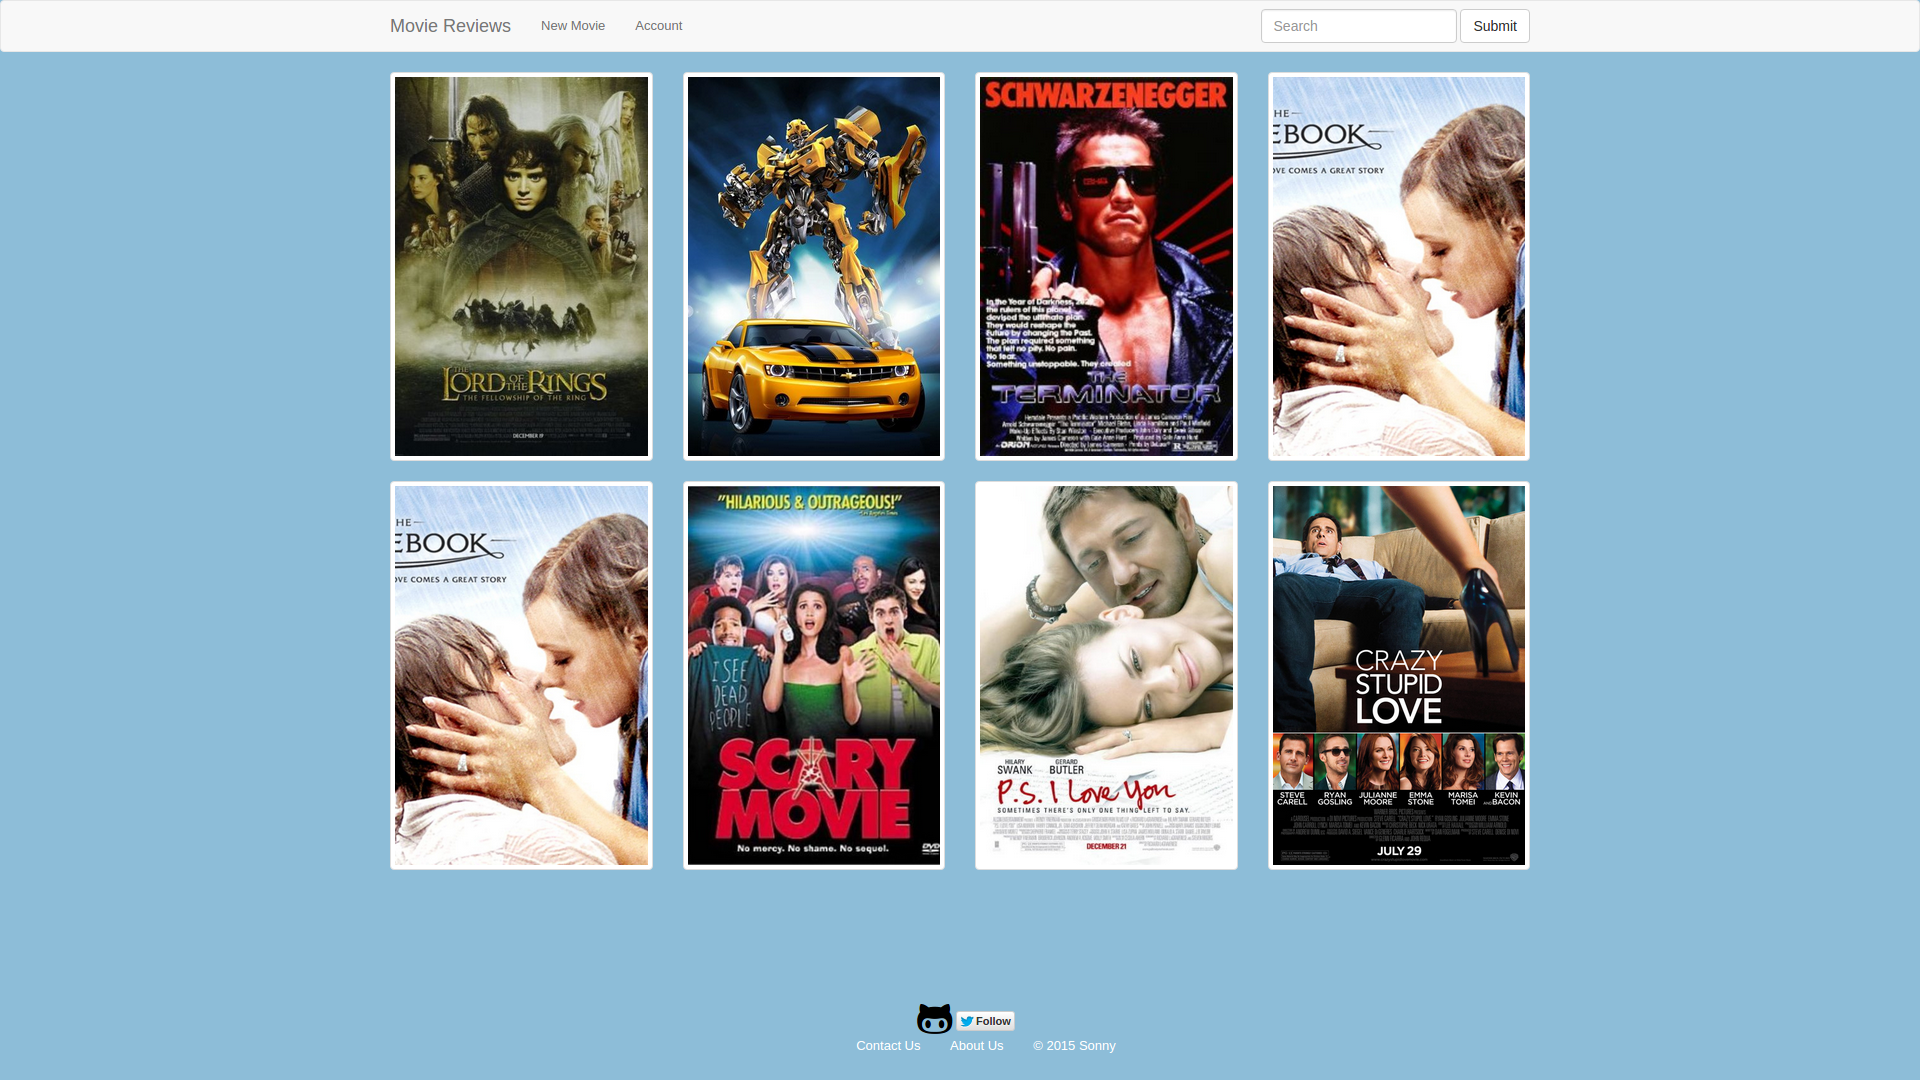 Movie Reviews
New Movie
Account
Search
Submit
THE
LORD OF THE RINGS
THE FELLOWSHIP OF THE RING
DECEMBER 19
SCHWARZENEGGER
In the Year of Darkness, 2029,
the rulers of this planet
devised the ultimate plan.
They would reshape the
Future by changing the Past.
The plan required something
that felt no pity. No pain.
No fear.
Something unstoppable. They created
THE
TERMINATOR
ORION
R
HE
EBOOK
OVE COMES A GREAT STORY
HE
EBOOK
OVE COMES A GREAT STORY
"HILARIOUS & OUTRAGEOUS!"
I SEE
DEAD
PEOPLE
SCARY
MOVIE
No mercy. No shame. No sequel.
DVD
HILARY SWANK
GERARD BUTLER
P.S. I Love You
SOMETIMES THERE'S ONLY ONE THING LEFT TO SAY.
DECEMBER 21
CRAZY
STUPID
LOVE
STEVE CARELL
RYAN GOSLING
JULIANNE MOORE
EMMA STONE
MARISA TOMEI
AND KEVIN BACON
JULY 29
Follow
Contact Us
About Us
© 2015 Sonny